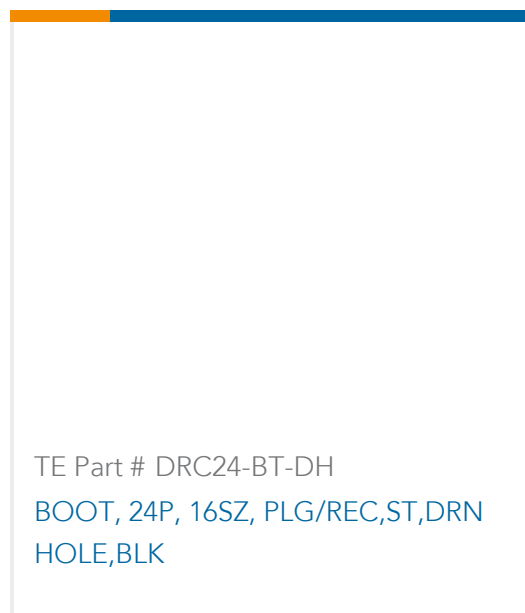 TE Part # DRC24-BT-DH
BOOT, 24P, 16SZ, PLG/REC,ST,DRN
HOLE,BLK